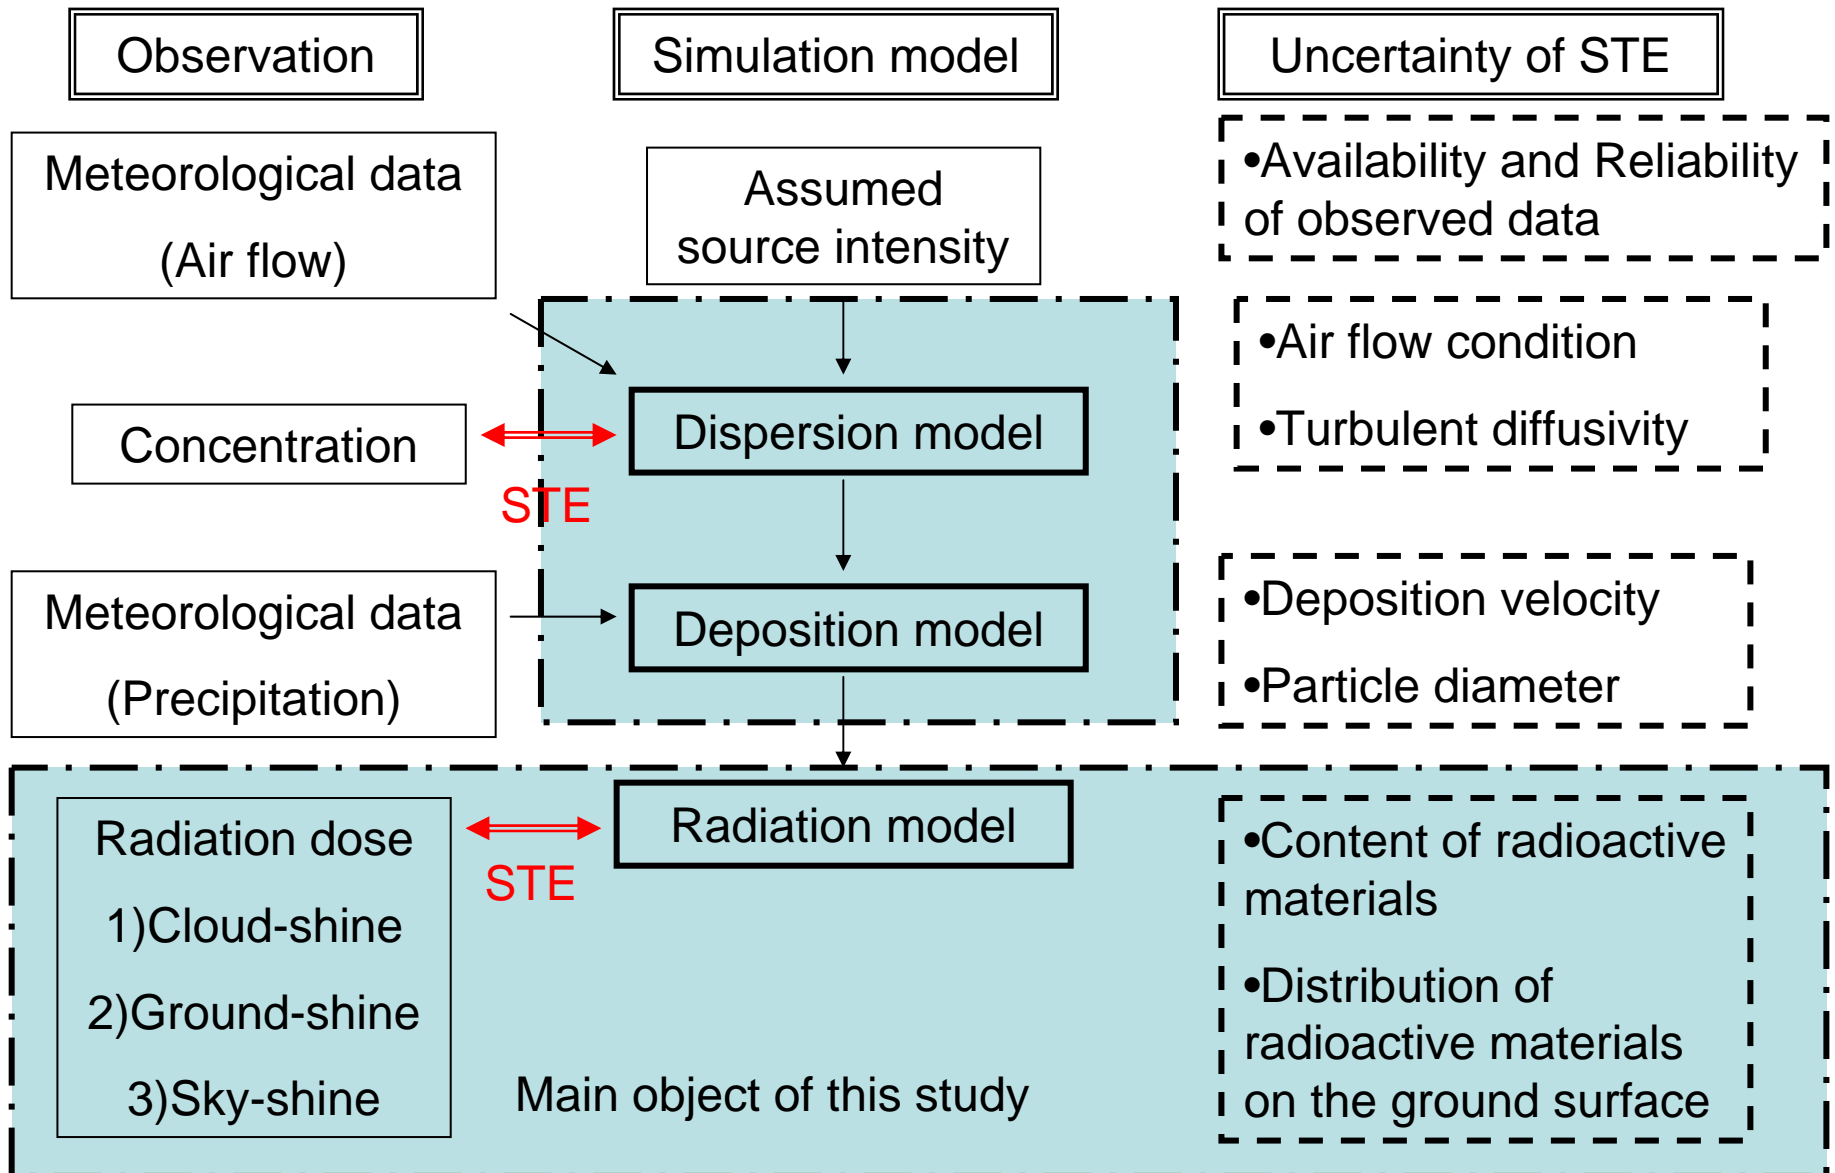 Observation
Simulation model
Uncertainty of STE
Meteorological data
(Air flow)
Assumed
source intensity
•Availability and Reliability
of observed data
•Air flow condition
•Turbulent diffusivity
Concentration
STE
Dispersion model
Meteorological data
(Precipitation)
Deposition model
•Deposition velocity
•Particle diameter
Radiation dose
1)Cloud-shine
2)Ground-shine
3)Sky-shine
STE
Radiation model
Main object of this study
•Content of radioactive
materials
•Distribution of
radioactive materials
on the ground surface